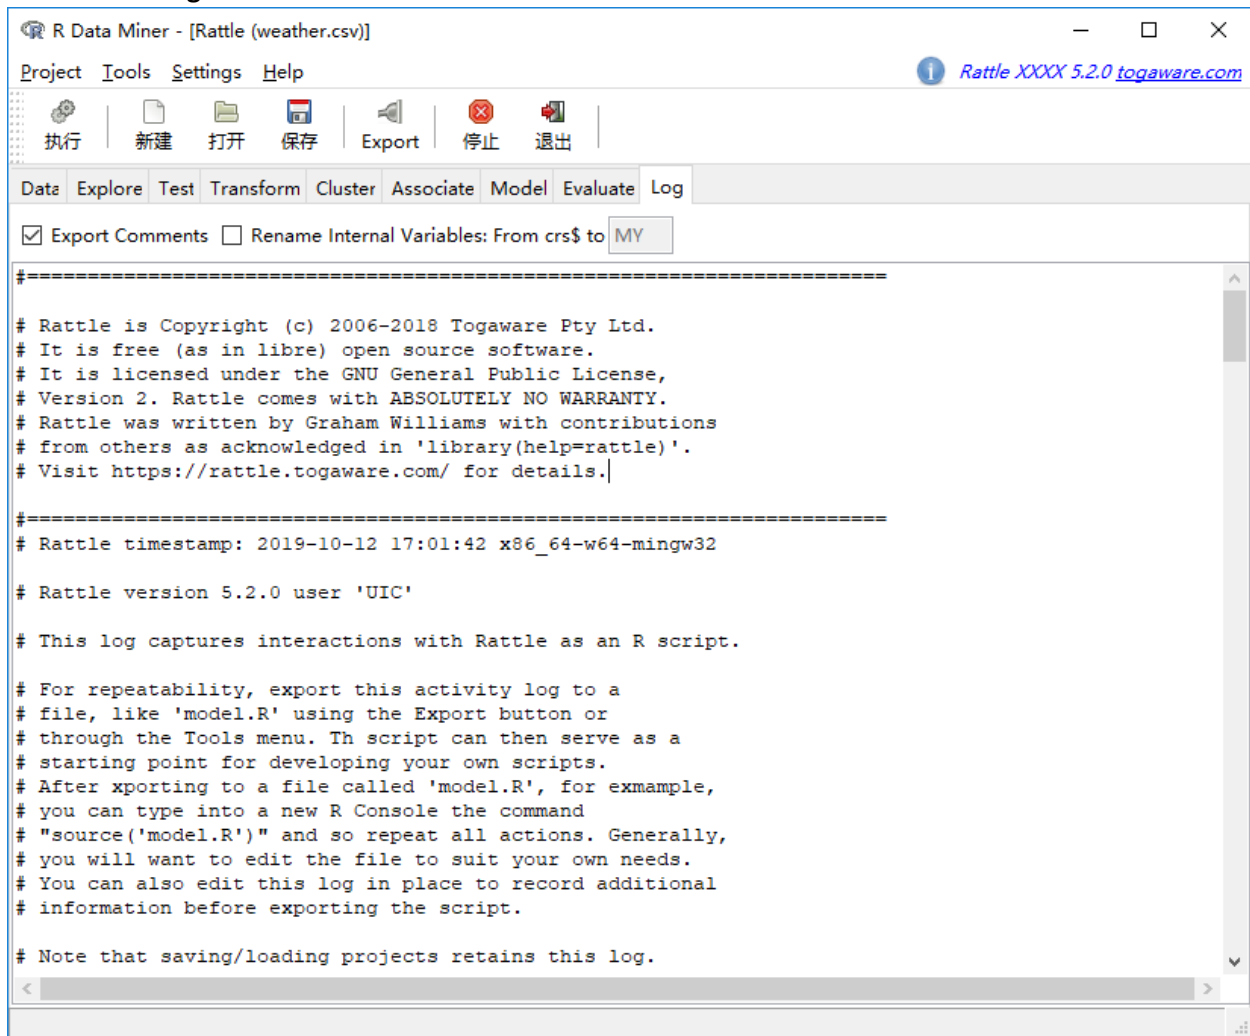 R Data Miner - [Rattle (weather.csv)]
Project Tools Settings Help Rattle XXXX 5.2.0 togaware.com
执行 新建 打开 保存 Export 停止 退出
Data Explore Test Transform Cluster Associate Model Evaluate Log
Export Comments Rename Internal Variables: From crs$ to MY
#=======================================================================
# Rattle is Copyright (c) 2006-2018 Togaware Pty Ltd.
# It is free (as in libre) open source software.
# It is licensed under the GNU General Public License,
# Version 2. Rattle comes with ABSOLUTELY NO WARRANTY.
# Rattle was written by Graham Williams with contributions
# from others as acknowledged in 'library(help=rattle)'.
# Visit https://rattle.togaware.com/ for details.
#=======================================================================
# Rattle timestamp: 2019-10-12 17:01:42 x86_64-w64-mingw32
# Rattle version 5.2.0 user 'UIC'
# This log captures interactions with Rattle as an R script.
# For repeatability, export this activity log to a
# file, like 'model.R' using the Export button or
# through the Tools menu. Th script can then serve as a
# starting point for developing your own scripts.
# After xporting to a file called 'model.R', for exmample,
# you can type into a new R Console the command
# "source('model.R')" and so repeat all actions. Generally,
# you will want to edit the file to suit your own needs.
# You can also edit this log in place to record additional
# information before exporting the script.
# Note that saving/loading projects retains this log.